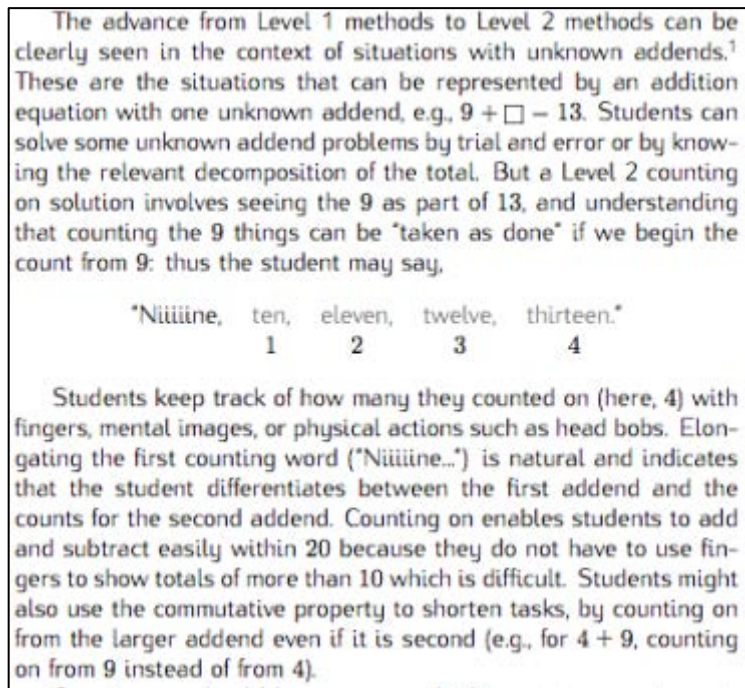 The advance from Level 1 methods to Level 2 methods can be
clearly seen in the context of situations with unknown addends.¹
These are the situations that can be represented by an addition
equation with one unknown addend, e.g., 9 + □ − 13. Students can
solve some unknown addend problems by trial and error or by know-
ing the relevant decomposition of the total. But a Level 2 counting
on solution involves seeing the 9 as part of 13, and understanding
that counting the 9 things can be "taken as done" if we begin the
count from 9: thus the student may say,
"Niiiiine, ten, eleven, twelve, thirteen."
1 2 3 4
Students keep track of how many they counted on (here, 4) with
fingers, mental images, or physical actions such as head bobs. Elon-
gating the first counting word ("Niiiiine...") is natural and indicates
that the student differentiates between the first addend and the
counts for the second addend. Counting on enables students to add
and subtract easily within 20 because they do not have to use fin-
gers to show totals of more than 10 which is difficult. Students might
also use the commutative property to shorten tasks, by counting on
from the larger addend even if it is second (e.g., for 4 + 9, counting
on from 9 instead of from 4).